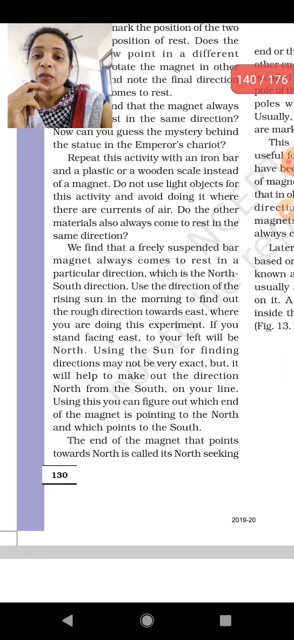 mark the position of the two
position of rest. Does the
w point in a different
otate the magnet in other
nd note the final direction
omes to rest.
nd that the magnet always
st in the same direction?
Now can you guess the mystery behind
the statue in the Emperor's chariot?
Repeat this activity with an iron bar
and a plastic or a wooden scale instead
of a magnet. Do not use light objects for
this activity and avoid doing it where
there are currents of air. Do the other
materials also always come to rest in the
same direction?
We find that a freely suspended bar
magnet always comes to rest in a
particular direction, which is the North-
South direction. Use the direction of the
rising sun in the morning to find out
the rough direction towards east, where
you are doing this experiment. If you
stand facing east, to your left will be
North. Using the Sun for finding
directions may not be very exact, but, it
will help to make out the direction
North from the South, on your line.
Using this you can figure out which end
of the magnet is pointing to the North
and which points to the South.
The end of the magnet that points
towards North is called its North seeking
130
end or th
other en
140 / 176
pole of th
poles w
Usually,
are mark
This
useful fo
have bee
of magne
that in ol
directio
magnets
always c
Later
based on
known a
usually a
on it. A
inside th
(Fig. 13.
2019-20